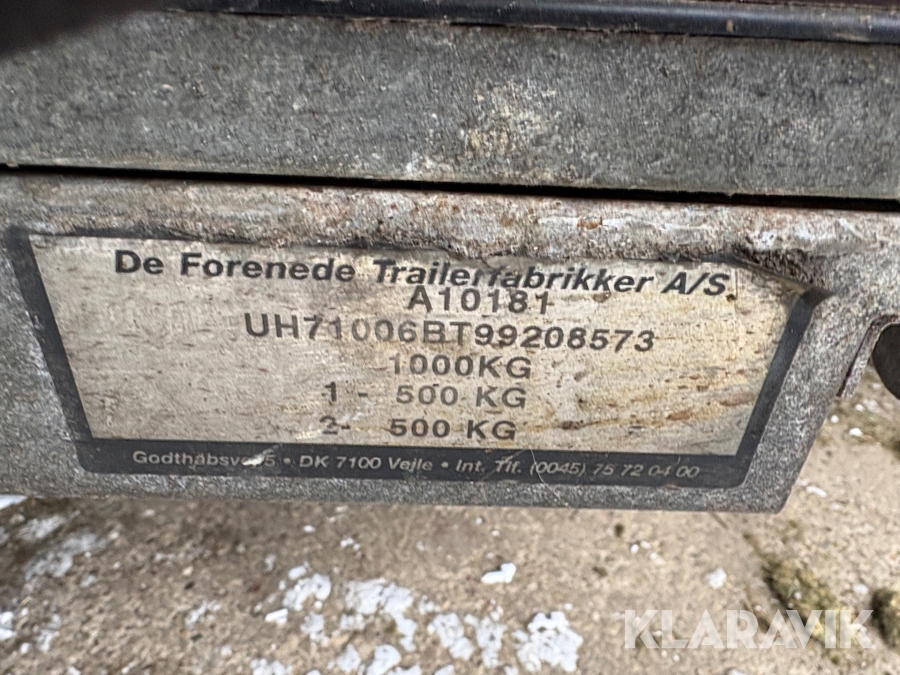 De Forenede Trailerfabrikker A/S.
A10181
UH71006BT99208573
1000KG
1 - 500 KG
2- 500 KG
5 • DK 7100 Vejle • Int. Tlf. (0045) 75 72 04 00
KLARAVIK